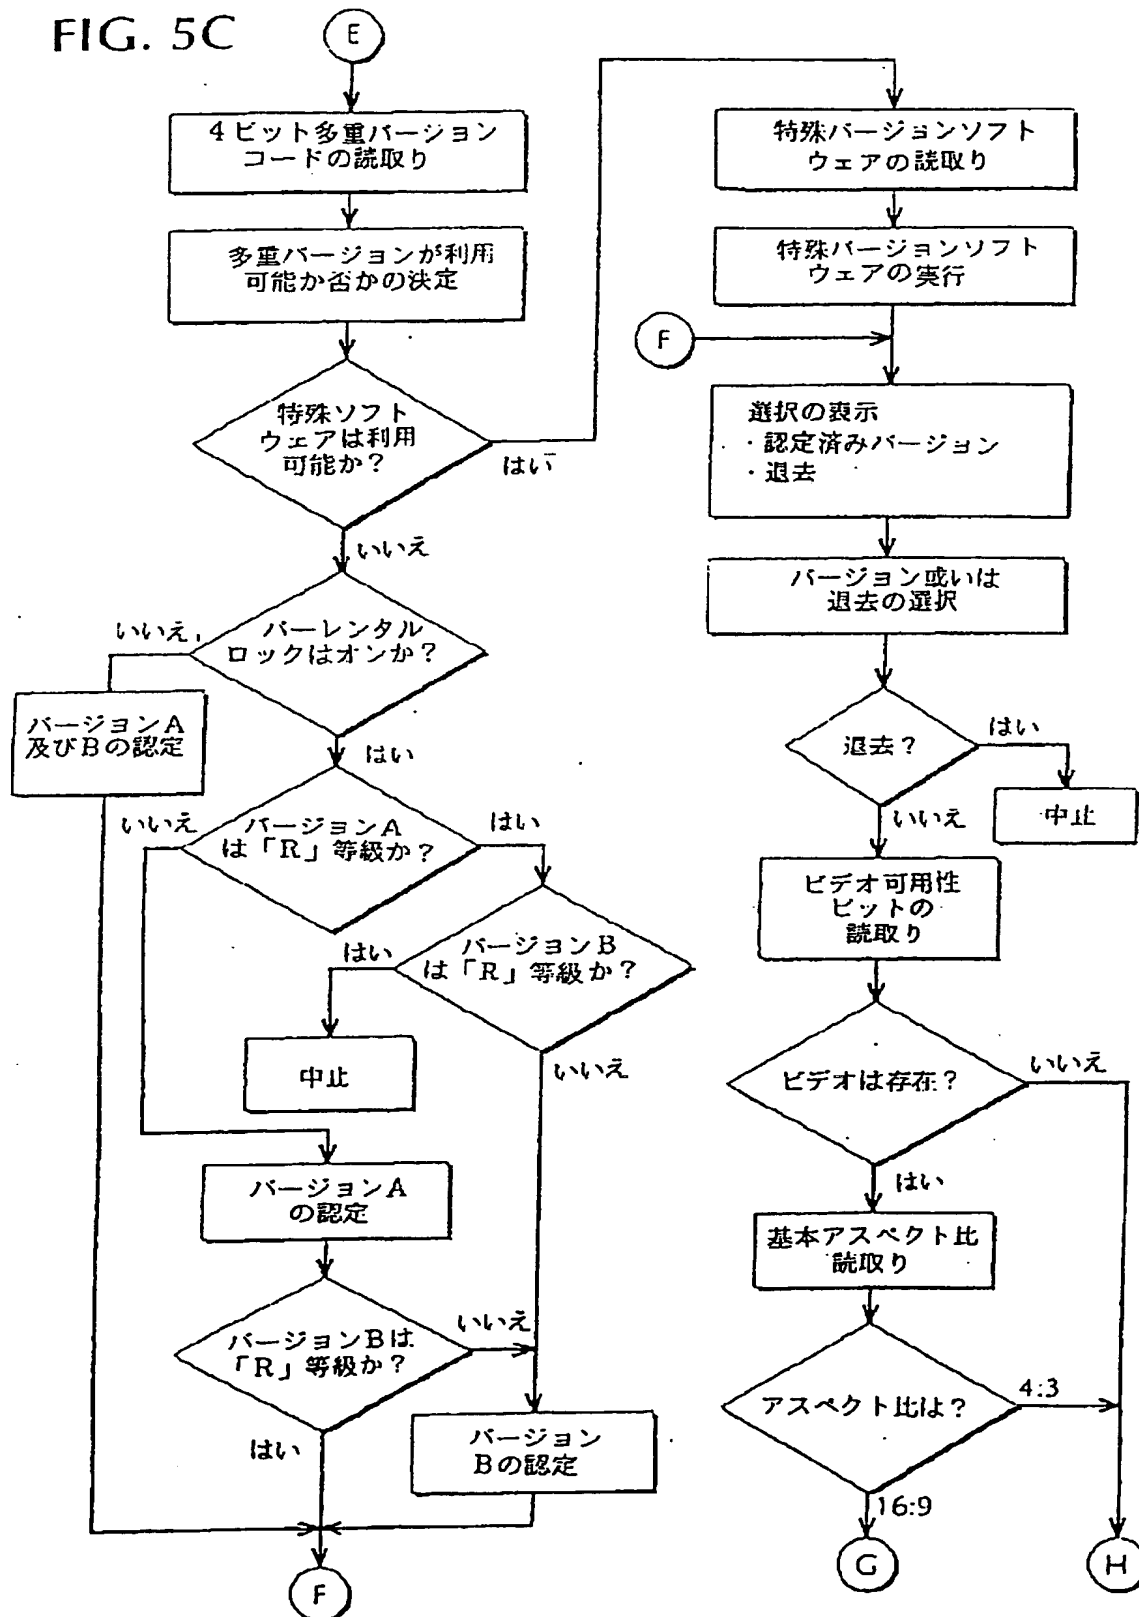 FIG. 5C
E
4ビット多重バージョン
コードの読取り
多重バージョンが利用
可能か否かの決定
特殊ソフト
ウェアは利用
可能か？
はい
いいえ
バーレンタル
ロックはオンか？
いいえ
バージョンA
及びBの認定
はい
バージョンA
は「R」等級か？
いいえ
はい
バージョンB
は「R」等級か？
はい
中止
いいえ
バージョンA
の認定
バージョンBは
「R」等級か？
いいえ
はい
バージョン
Bの認定
F
特殊バージョンソフト
ウェアの読取り
特殊バージョンソフト
ウェアの実行
F
選択の表示
・認定済みバージョン
・退去
バージョン或いは
退去の選択
退去？
はい
中止
いいえ
ビデオ可用性
ビットの
読取り
ビデオは存在？
いいえ
はい
基本アスペクト比
読取り
アスペクト比は？
4:3
16:9
G
H